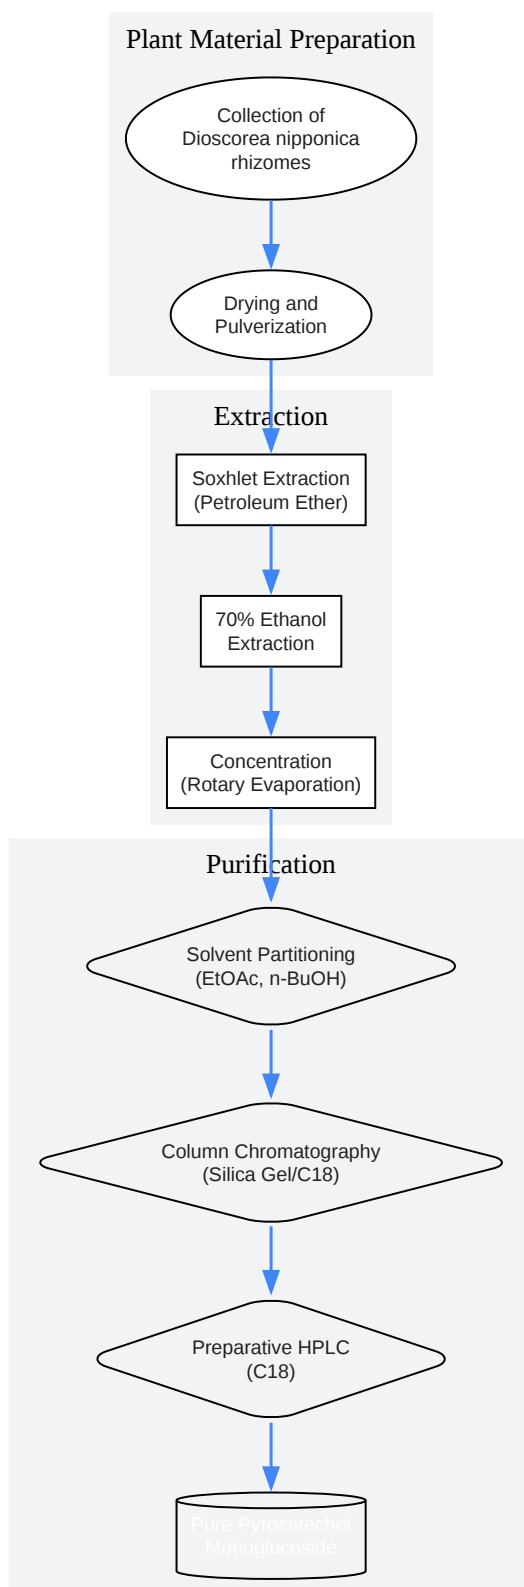 Plant Material Preparation
Collection of
Dioscorea nipponica
rhizomes
Drying and
Pulverization
Extraction
Soxhlet Extraction
(Petroleum Ether)
70% Ethanol
Extraction
Concentration
(Rotary Evaporation)
Purification
Solvent Partitioning
(EtOAc, n-BuOH)
Column Chromatography
(Silica Gel/C18)
Preparative HPLC
(C18)
Pure Pyrocatechol
Monoglucoside